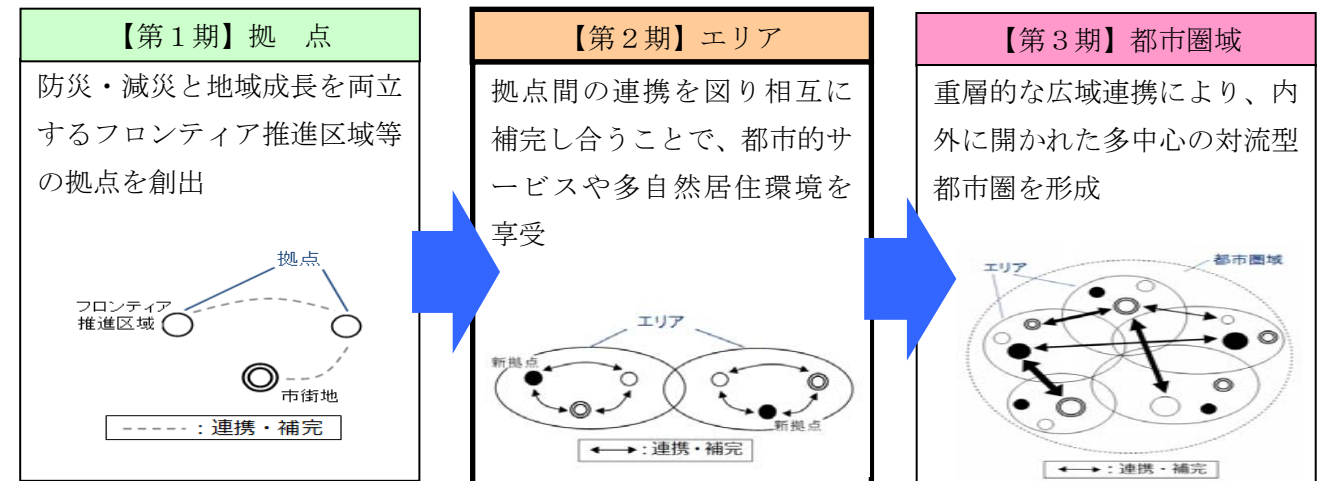 【第１期】拠　点
防災・減災と地域成長を両立
するフロンティア推進区域等
の拠点を創出
拠点
フロンティア
推進区域
市街地
-----：連携・補完
【第２期】エリア
拠点間の連携を図り相互に
補完し合うことで、都市的サ
ービスや多自然居住環境を
享受
エリア
新拠点
新拠点
：連携・補完
【第３期】都市圏域
重層的な広域連携により、内
外に開かれた多中心の対流型
都市圏を形成
エリア
都市圏域
：連携・補完